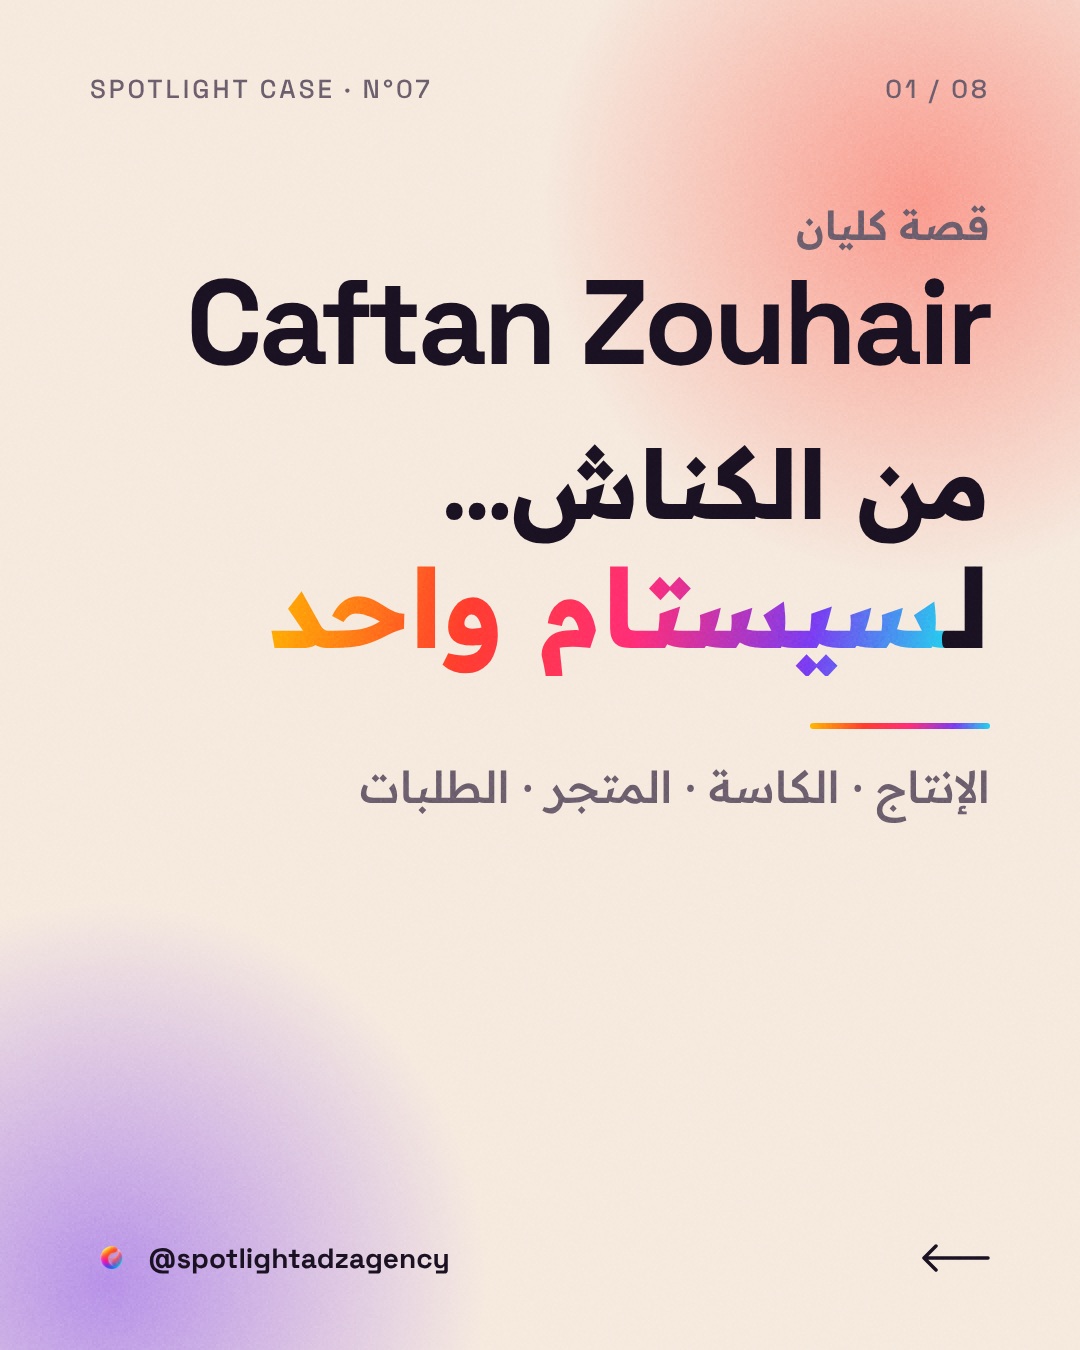 SPOTLIGHT CASE · N°07
01 / 08
قصة كليان
Caftan Zouhair
من الكناش...
لسيستام واحد
الإنتاج · الكاسة · المتجر · الطلبات
@spotlightadzagency